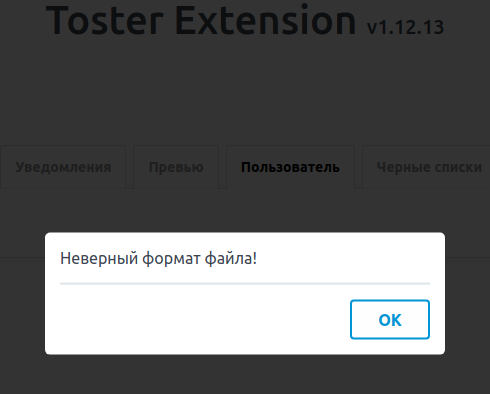 Toster Extension v1.12.13
Уведомления Превью Пользователь Черные списки
Неверный формат файла!
OK